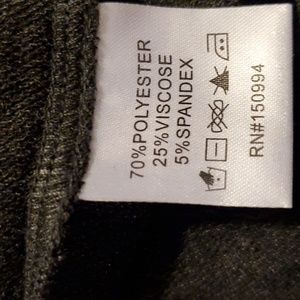 70%POLYESTER
25%VISCOSE
5%SPANDEX
RN#150994